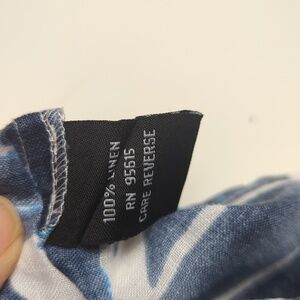 100% LINEN
RN 95615
CARE REVERSE